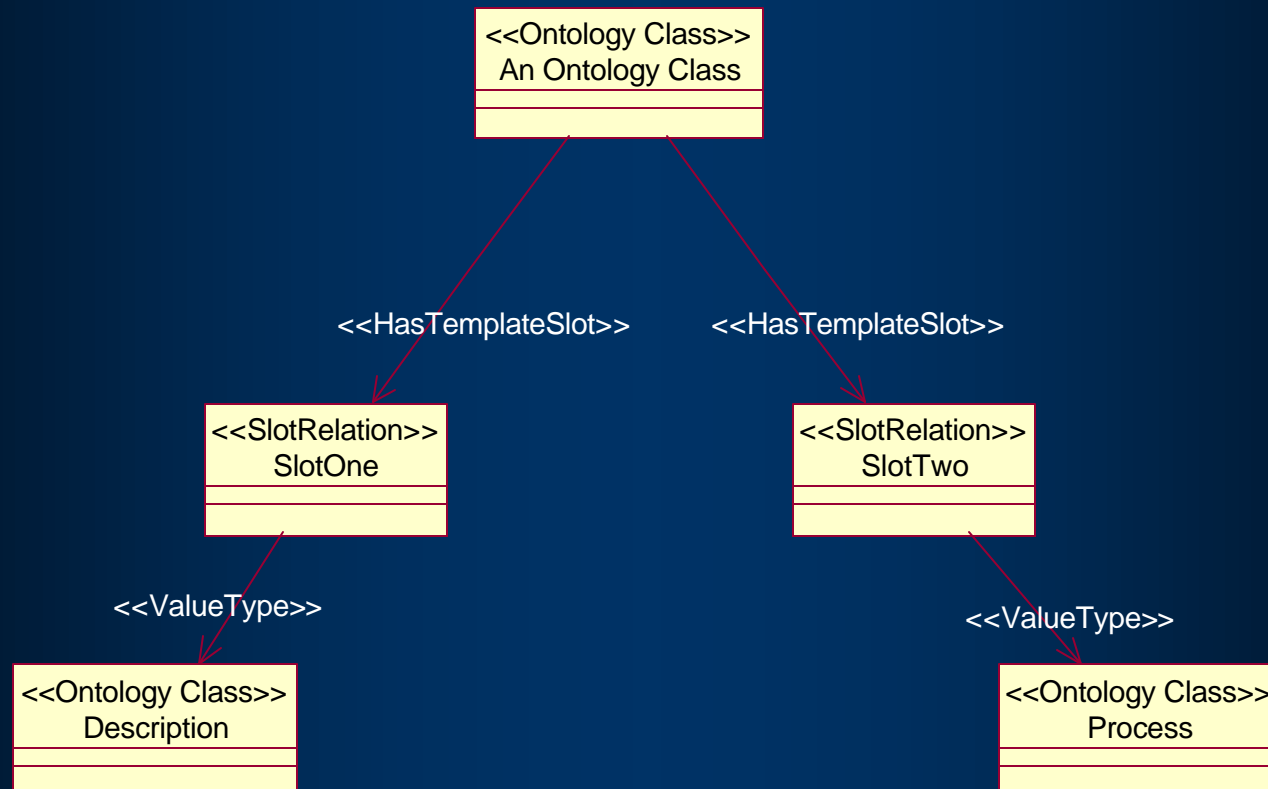 <<Ontology Class>>
An Ontology Class
<<HasTemplateSlot>>
<<HasTemplateSlot>>
<<SlotRelation>>
SlotOne
<<SlotRelation>>
SlotTwo
<<ValueType>>
<<ValueType>>
<<Ontology Class>>
Description
<<Ontology Class>>
Process